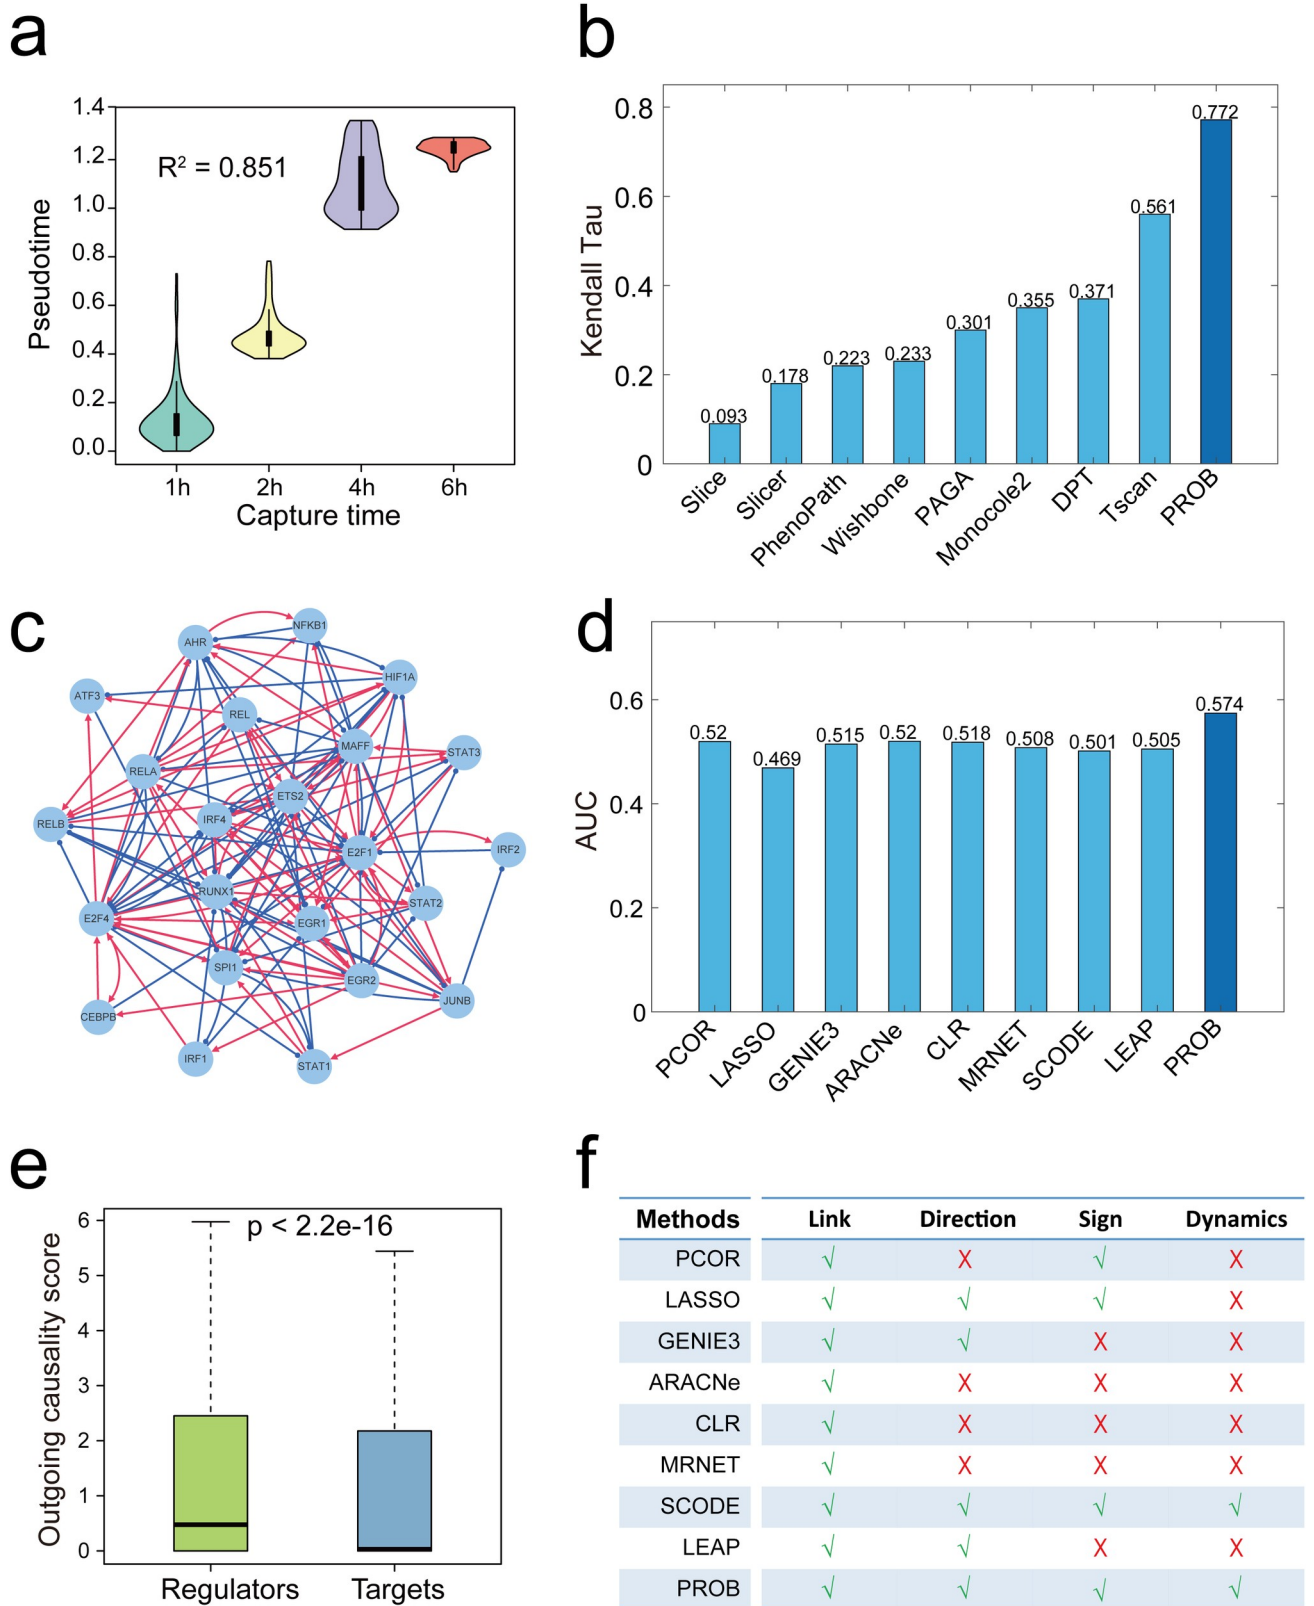 a
1.4
1.2
1.0
0.8
0.6
0.4
0.2
0.0
Pseudotime
R² = 0.851
1h 2h 4h 6h
Capture time
b
0.8
0.6
0.4
0.2
0
Kendall Tau
0.093
0.178
0.223
0.233
0.301
0.355
0.371
0.561
0.772
Slice
Slicer
PhenoPath
Wishbone
PAGA
Monocole2
DPT
Tscan
PROB
c
NFKB1
AHR
HIF1A
ATF3
REL
MAFF
STAT3
RELA
ETS2
IRF4
RELB
E2F1
IRF2
RUNX1
STAT2
E2F4
EGR1
SPI1
EGR2
JUNB
CEBPB
IRF1
STAT1
d
0.6
0.4
0.2
0
AUC
0.52
0.469
0.515
0.52
0.518
0.508
0.501
0.505
0.574
PCOR
LASSO
GENIE3
ARACNe
CLR
MRNET
SCODE
LEAP
PROB
e
6
5
4
3
2
1
0
Outgoing causality score
p < 2.2e-16
Regulators Targets
f
Methods Link Direction Sign Dynamics
PCOR √ X √ X
LASSO √ √ √ X
GENIE3 √ √ X X
ARACNe √ X X X
CLR √ X X X
MRNET √ X X X
SCODE √ √ √ √
LEAP √ √ X X
PROB √ √ √ √